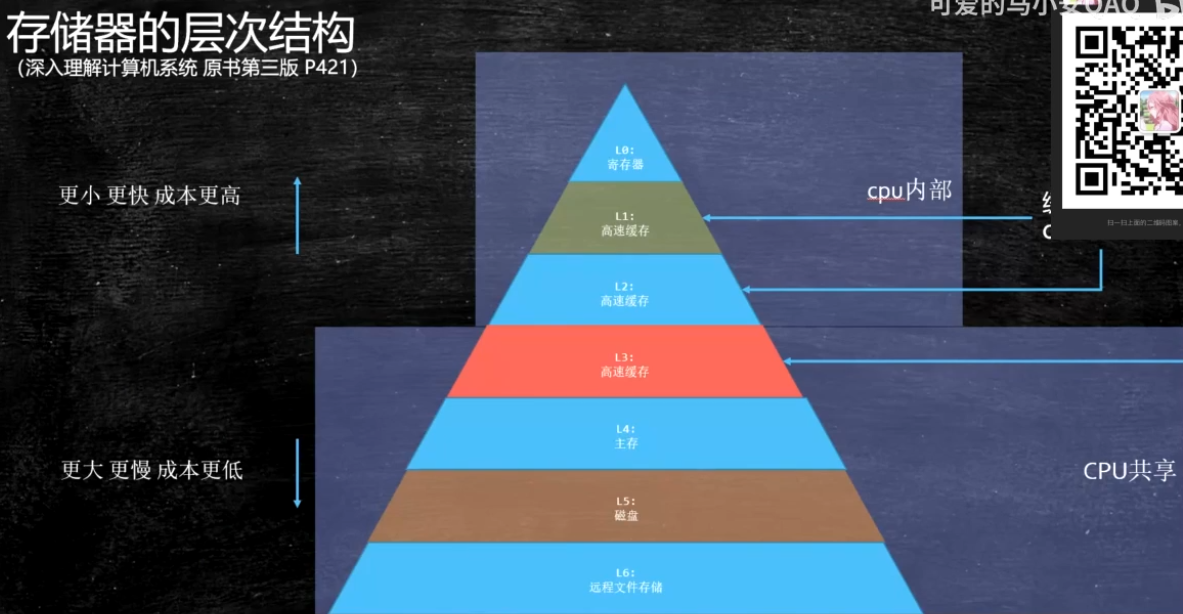 可爱的马小麦QAQ
存储器的层次结构
（深入理解计算机系统 原书第三版 P421）
L0:
寄存器
更小 更快 成本更高
cpu内部
L1:
高速缓存
扫一扫上面的二维码图案,
L2:
高速缓存
L3:
高速缓存
L4:
主存
更大 更慢 成本更低
CPU共享
L5:
磁盘
L6:
远程文件存储